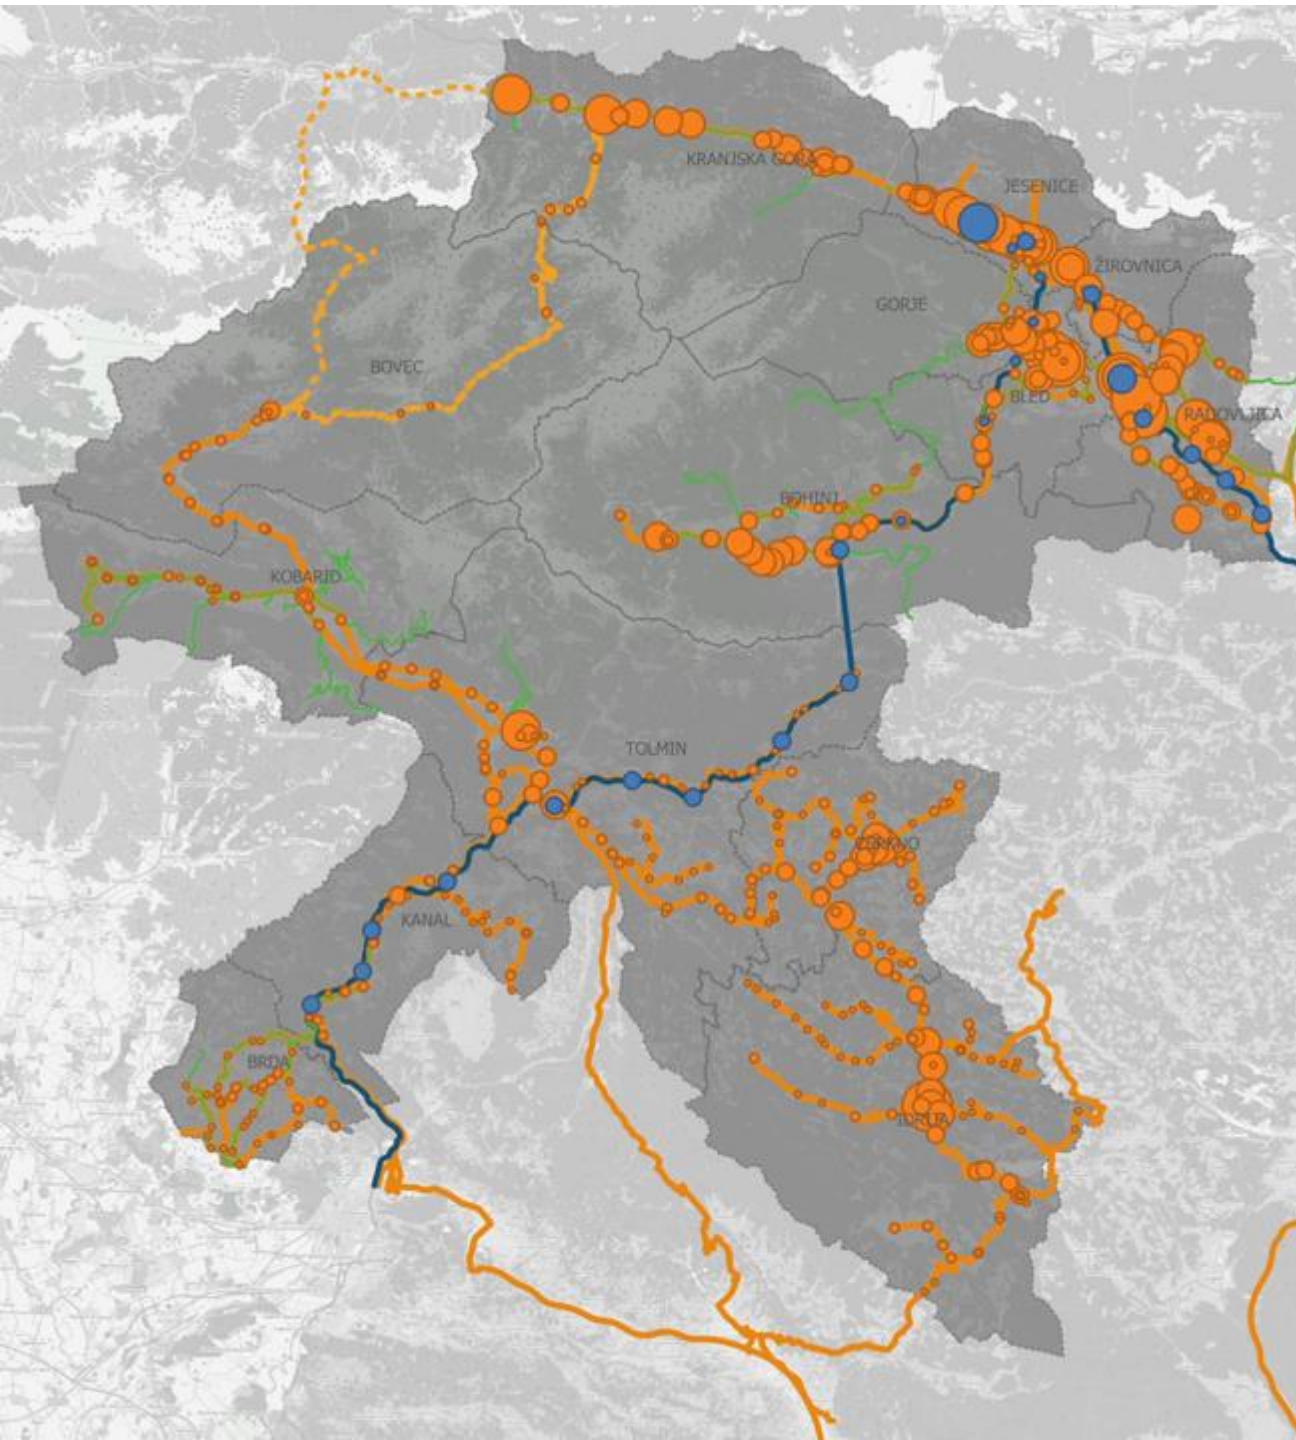 KRANJSKA GORA
JESENICE
ŽIROVNICA
GORJE
BOVEC
BLED
RADOVLJICA
BOHINJ
KOBARID
TOLMIN
CERKNO
KANAL
BRDA
IDRIJA